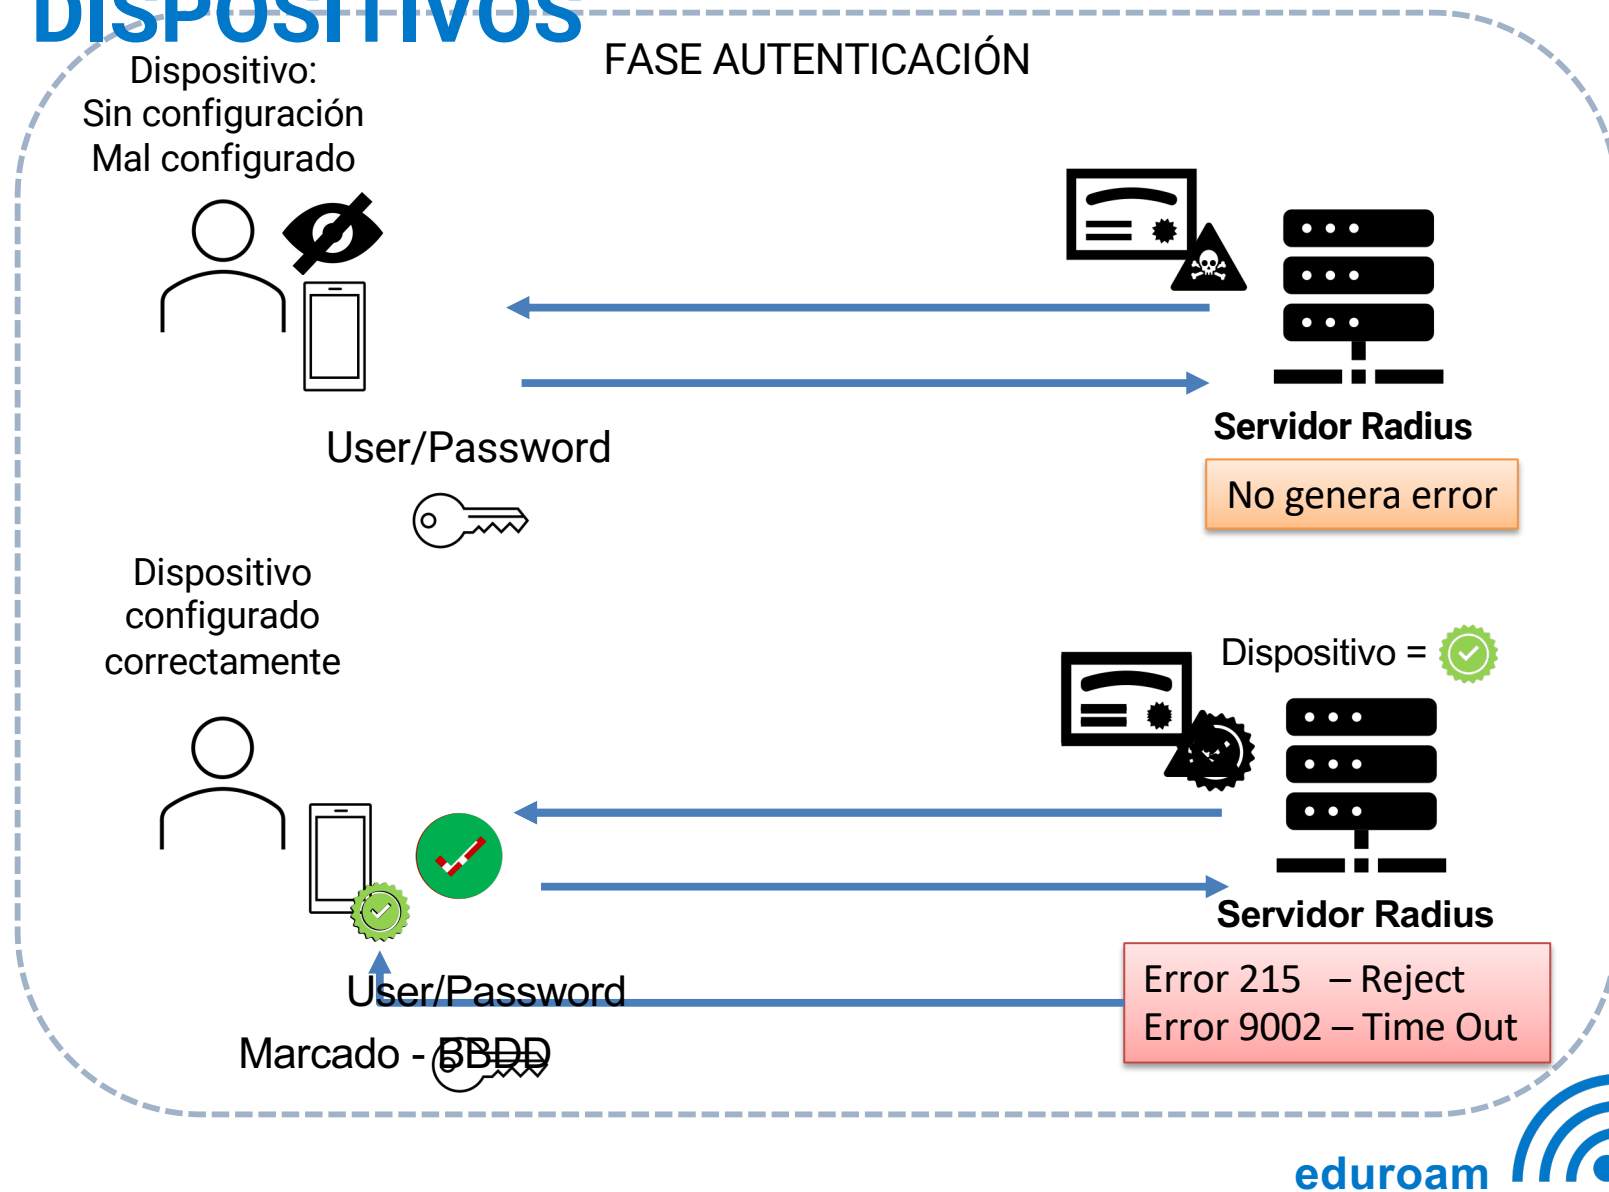 DISPOSITIVOS
FASE AUTENTICACIÓN
Dispositivo:
Sin configuración
Mal configurado
User/Password
Servidor Radius
No genera error
Dispositivo
configurado
correctamente
Dispositivo =
Servidor Radius
User/Password
Marcado - BBDD
Error 215 – Reject
Error 9002 – Time Out
eduroam